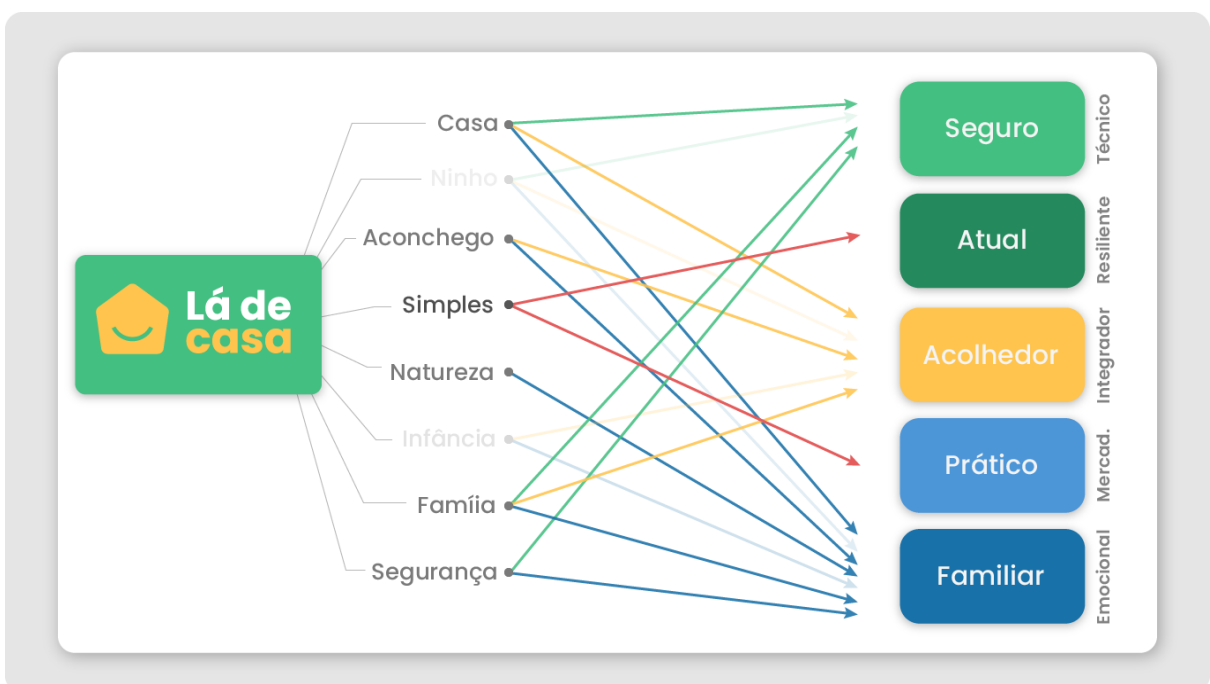 Lá de
casa
Casa
Ninho
Aconchego
Simples
Natureza
Infância
Famíia
Segurança
Seguro
Técnico
Atual
Resiliente
Acolhedor
Integrador
Prático
Mercad.
Familiar
Emocional